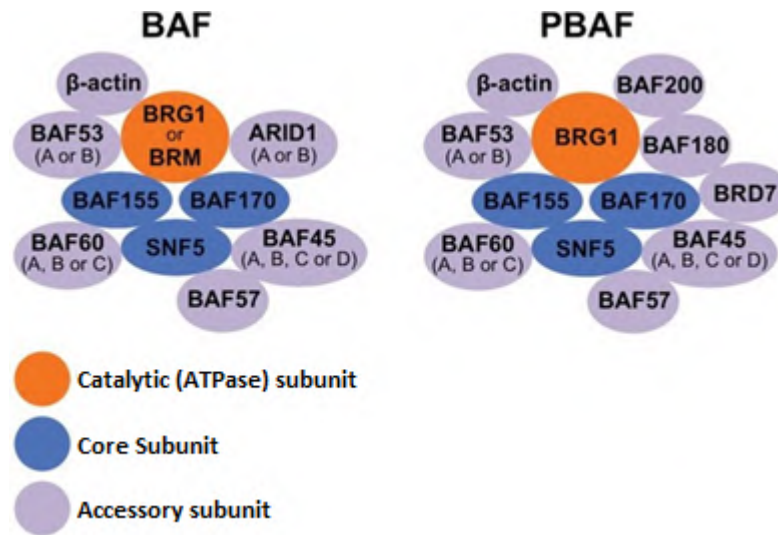 BAF
β-actin
BRG1
or
BRM
BAF53
(A or B)
ARID1
(A or B)
BAF155
BAF170
BAF60
(A, B or C)
SNF5
BAF45
(A, B, C or D)
BAF57
PBAF
β-actin
BAF200
BAF53
(A or B)
BRG1
BAF180
BAF155
BAF170
BRD7
BAF60
(A, B or C)
SNF5
BAF45
(A, B, C or D)
BAF57
Catalytic (ATPase) subunit
Core Subunit
Accessory subunit